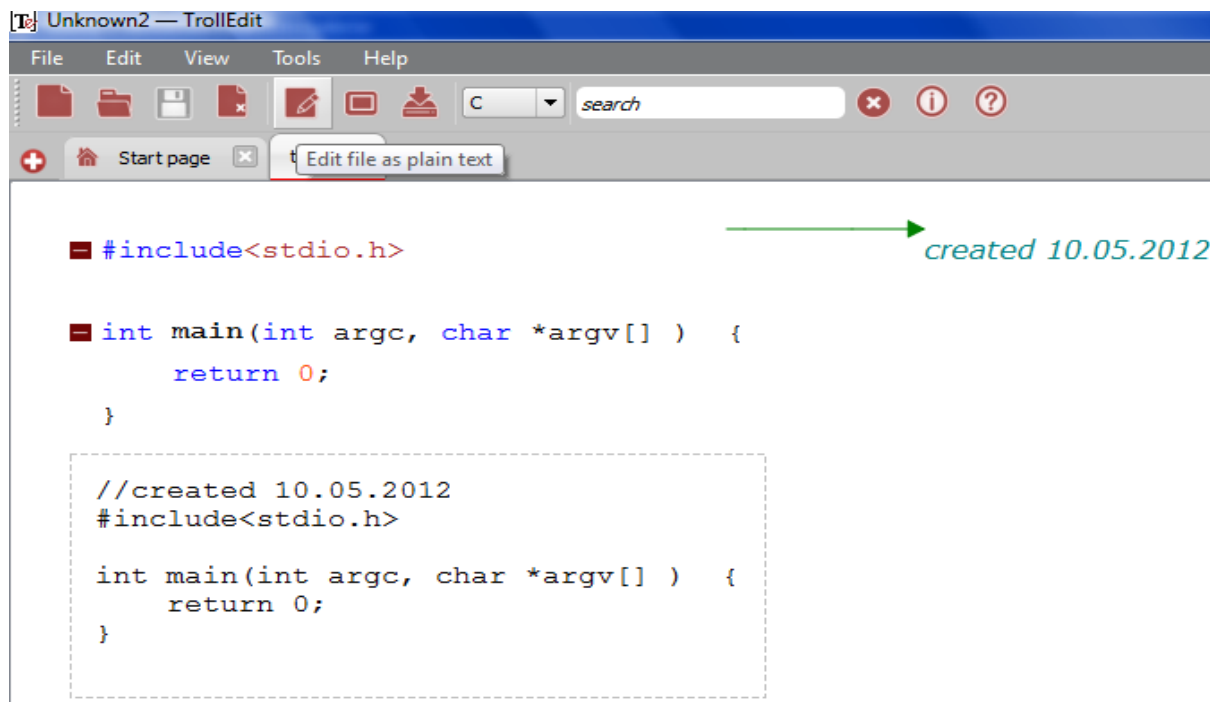 Te Unknown2 — TrollEdit
File Edit View Tools Help
C search
Start page t Edit file as plain text
#include<stdio.h> created 10.05.2012
int main(int argc, char *argv[] ) {
return 0;
}
//created 10.05.2012
#include<stdio.h>
int main(int argc, char *argv[] ) {
return 0;
}